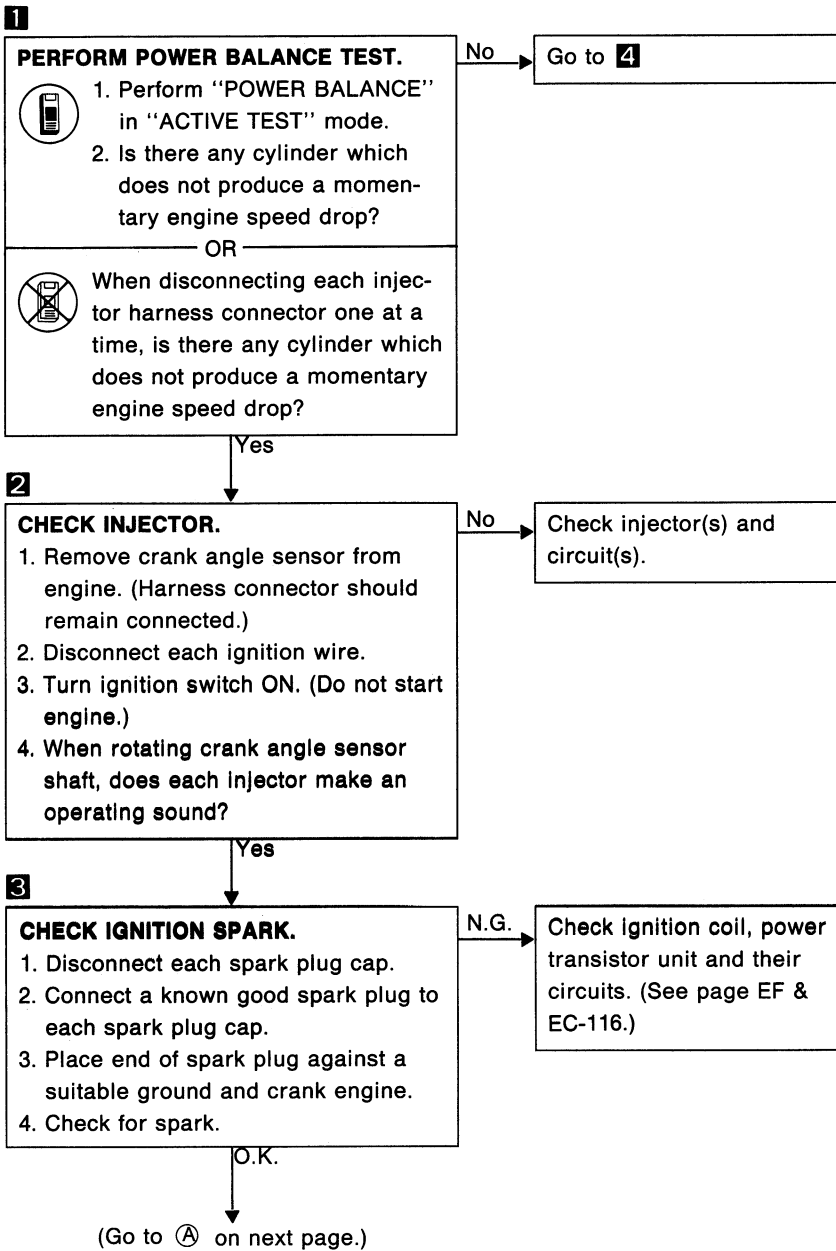 1
PERFORM POWER BALANCE TEST.
1. Perform "POWER BALANCE"
in "ACTIVE TEST" mode.
2. Is there any cylinder which
does not produce a momen-
tary engine speed drop?
OR
When disconnecting each injec-
tor harness connector one at a
time, is there any cylinder which
does not produce a momentary
engine speed drop?
No
Go to 4
Yes
2
CHECK INJECTOR.
1. Remove crank angle sensor from
engine. (Harness connector should
remain connected.)
2. Disconnect each ignition wire.
3. Turn ignition switch ON. (Do not start
engine.)
4. When rotating crank angle sensor
shaft, does each injector make an
operating sound?
No
Check injector(s) and
circuit(s).
Yes
3
CHECK IGNITION SPARK.
1. Disconnect each spark plug cap.
2. Connect a known good spark plug to
each spark plug cap.
3. Place end of spark plug against a
suitable ground and crank engine.
4. Check for spark.
N.G.
Check ignition coil, power
transistor unit and their
circuits. (See page EF &
EC-116.)
O.K.
(Go to Ⓐ on next page.)